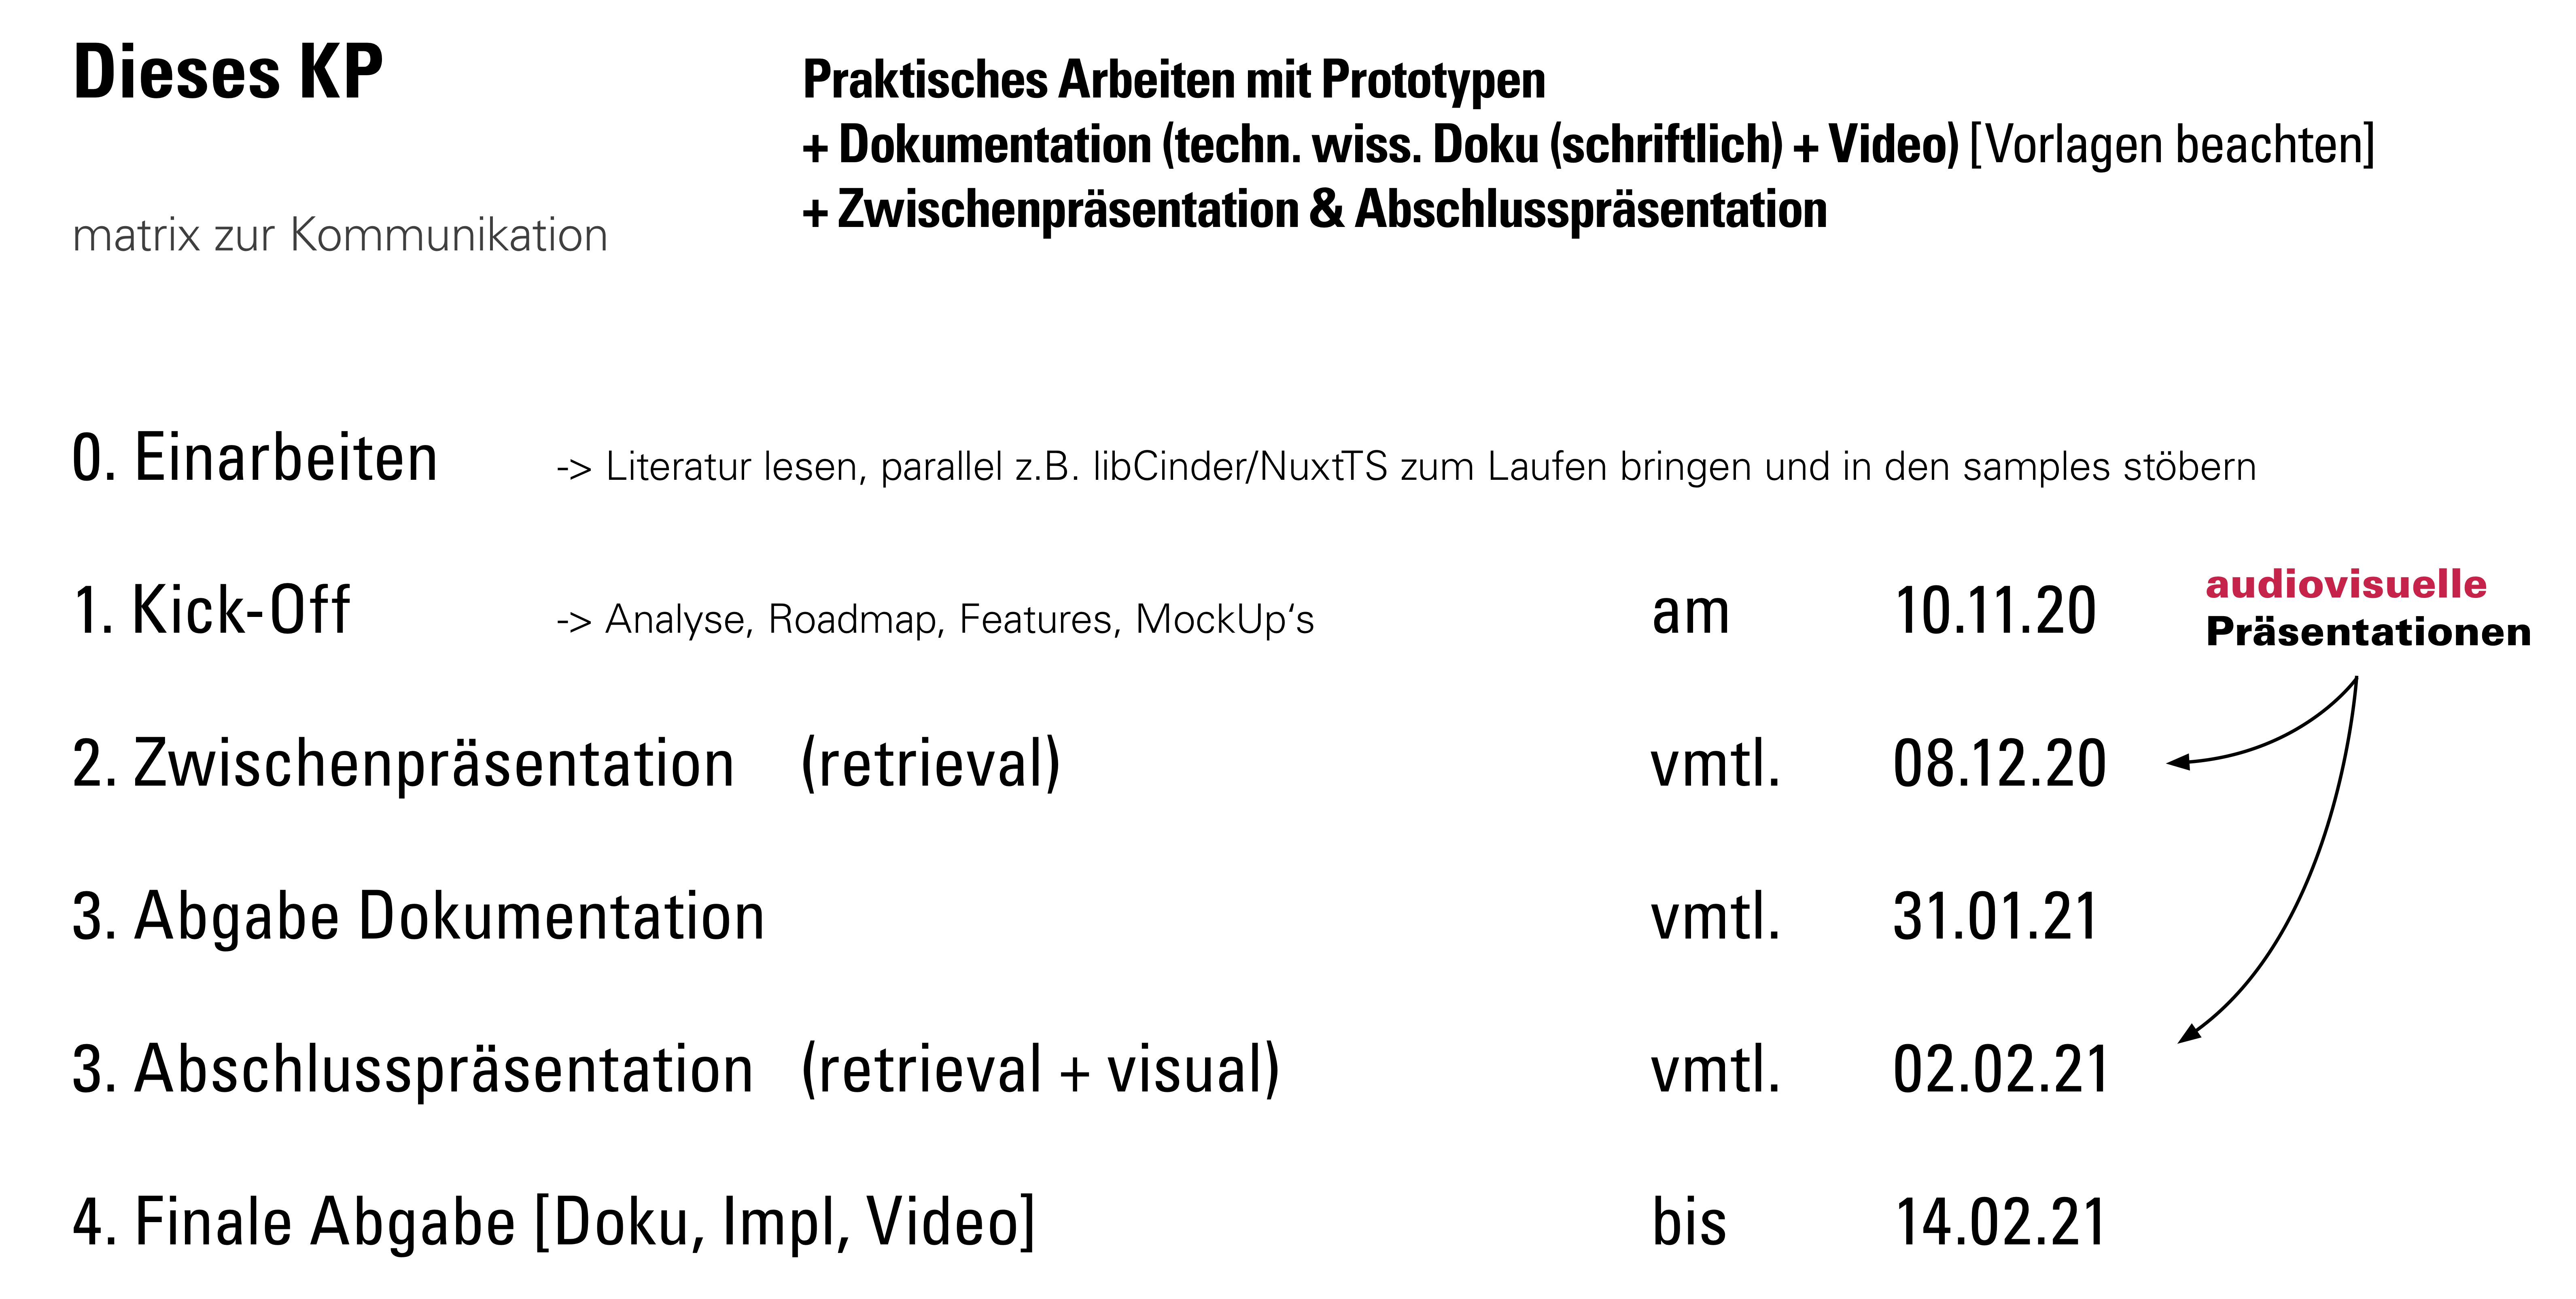 Dieses KP
Praktisches Arbeiten mit Prototypen
+ Dokumentation (techn. wiss. Doku (schriftlich) + Video) [Vorlagen beachten]
+ Zwischenpräsentation & Abschlusspräsentation
matrix zur Kommunikation
0. Einarbeiten -> Literatur lesen, parallel z.B. libCinder/NuxtTS zum Laufen bringen und in den samples stöbern
1. Kick-Off -> Analyse, Roadmap, Features, MockUp‘s am 10.11.20
audiovisuelle
Präsentationen
2. Zwischenpräsentation (retrieval) vmtl. 08.12.20
3. Abgabe Dokumentation vmtl. 31.01.21
3. Abschlusspräsentation (retrieval + visual) vmtl. 02.02.21
4. Finale Abgabe [Doku, Impl, Video] bis 14.02.21